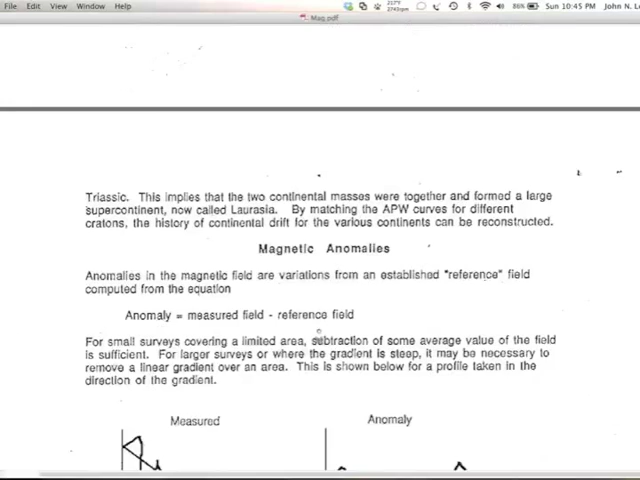 File Edit View Window Help
Sun 10:45 PM
Mag.pdf
Triassic. This implies that the two continental masses were together and formed a large
supercontinent, now called Laurasia. By matching the APW curves for different
cratons, the history of continental drift for the various continents can be reconstructed.
Magnetic Anomalies
Anomalies in the magnetic field are variations from an established "reference" field
computed from the equation
Anomaly = measured field - reference field
For small surveys covering a limited area, subtraction of some average value of the field
is sufficient. For larger surveys or where the gradient is steep, it may be necessary to
remove a linear gradient over an area. This is shown below for a profile taken in the
direction of the gradient.
Measured Anomaly